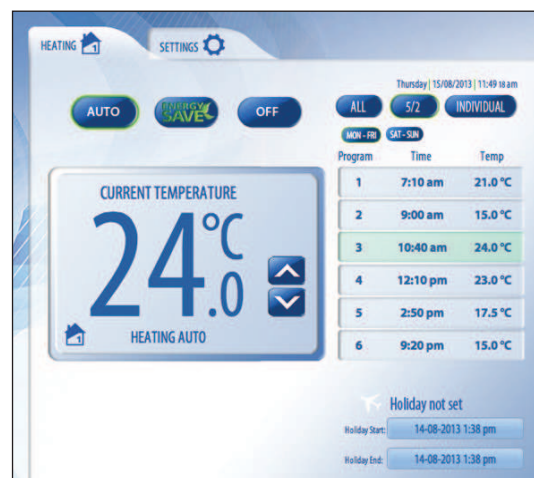 HEATING 1 SETTINGS
Thursday | 15/08/2013 | 11:49 18 am
AUTO ENERGY SAVE OFF ALL 5/2 INDIVIDUAL
MON - FRI SAT - SUN
Program Time Temp
1 7:10 am 21.0 °C
2 9:00 am 15.0 °C
3 10:40 am 24.0 °C
4 12:10 pm 23.0 °C
5 2:50 pm 17.5 °C
6 9:20 pm 15.0 °C
CURRENT TEMPERATURE
24.0 °C
1 HEATING AUTO
Holiday not set
Holiday Start: 14-08-2013 1:38 pm
Holiday End: 14-08-2013 1:38 pm